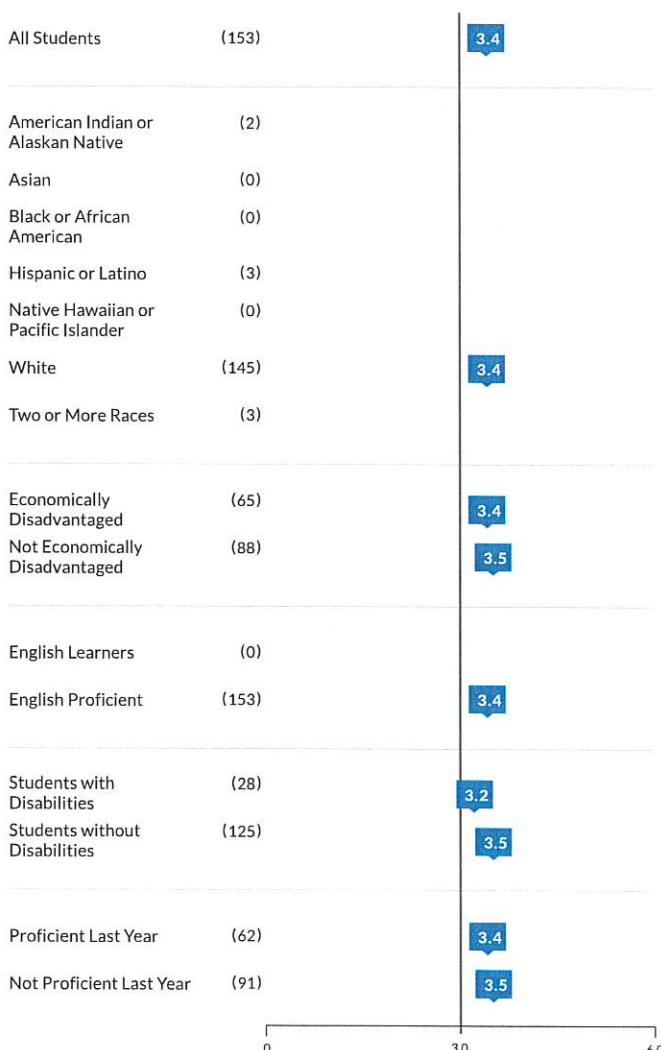 All Students (153) 3.4
American Indian or (2)
Alaskan Native
Asian (0)
Black or African (0)
American
Hispanic or Latino (3)
Native Hawaiian or (0)
Pacific Islander
White (145) 3.4
Two or More Races (3)
Economically (65) 3.4
Disadvantaged
Not Economically (88) 3.5
Disadvantaged
English Learners (0)
English Proficient (153) 3.4
Students with (28) 3.2
Disabilities
Students without (125) 3.5
Disabilities
Proficient Last Year (62) 3.4
Not Proficient Last Year (91) 3.5
0 3.0 6.0